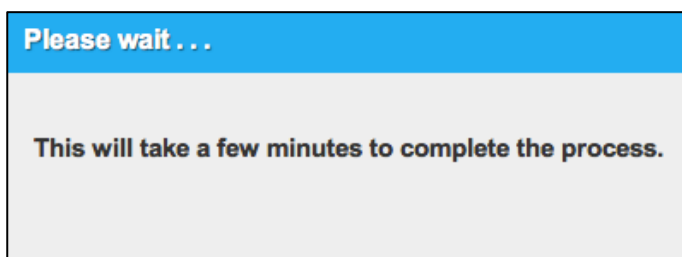 Please wait . . .
This will take a few minutes to complete the process.